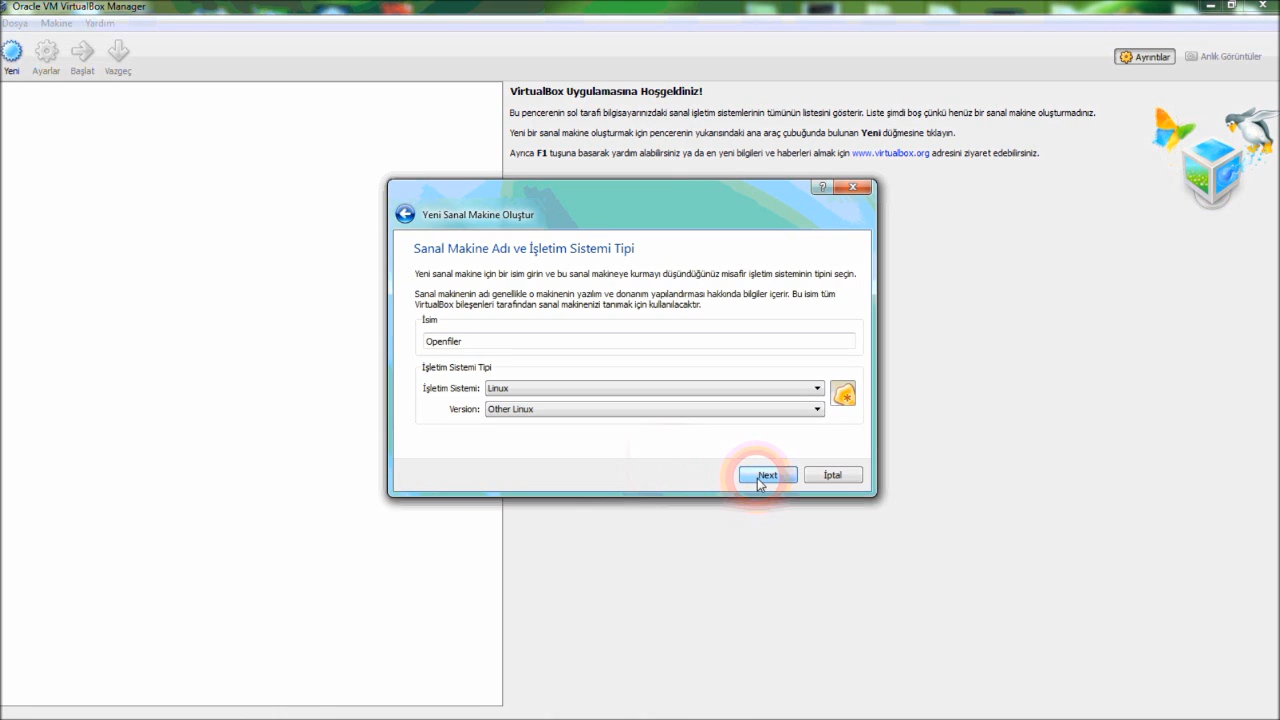 Oracle VM VirtualBox Manager
Dosya Makine Yardım
Yeni Ayarlar Başlat Vazgeç
Ayrıntılar Anlık Görüntüler
VirtualBox Uygulamasına Hoşgeldiniz!
Bu pencerenin sol tarafı bilgisayarınızdaki sanal işletim sistemlerinin tümünün listesini gösterir. Liste şimdi boş çünkü henüz bir sanal makine oluşturmadınız.
Yeni bir sanal makine oluşturmak için pencerenin yukarısındaki ana araç çubuğunda bulunan Yeni düğmesine tıklayın.
Ayrıca F1 tuşuna basarak yardım alabilirsiniz ya da en yeni bilgileri ve haberleri almak için www.virtualbox.org adresini ziyaret edebilirsiniz.
Yeni Sanal Makine Oluştur
Sanal Makine Adı ve İşletim Sistemi Tipi
Yeni sanal makine için bir isim girin ve bu sanal makineye kurmayı düşündüğünüz misafir işletim sisteminin tipini seçin.
Sanal makinenin adı genellikle o makinenin yazılım ve donanım yapılandırması hakkında bilgiler içerir. Bu isim tüm
VirtualBox bileşenleri tarafından sanal makinenizi tanımak için kullanılacaktır.
İsim
Openfiler
İşletim Sistemi Tipi
İşletim Sistemi: Linux
Version: Other Linux
Next İptal